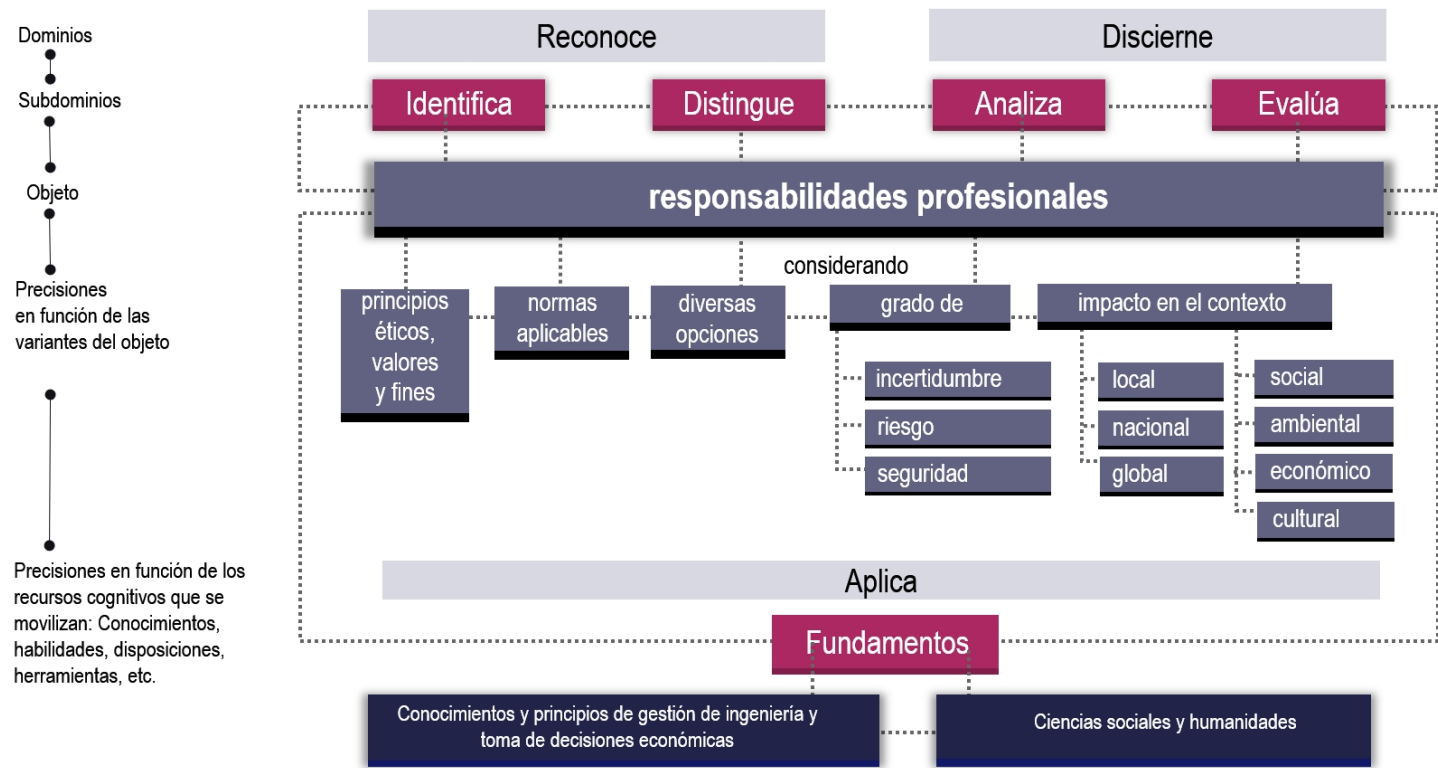 Dominios
Subdominios
Objeto
Precisiones
en función de las
variantes del objeto
Precisiones en función de los
recursos cognitivos que se
movilizan: Conocimientos,
habilidades, disposiciones,
herramientas, etc.
Reconoce
Discierne
Identifica
Distingue
Analiza
Evalúa
responsabilidades profesionales
considerando
principios
éticos,
valores
y fines
normas
aplicables
diversas
opciones
grado de
incertidumbre
riesgo
seguridad
impacto en el contexto
local
nacional
global
social
ambiental
económico
cultural
Aplica
Fundamentos
Conocimientos y principios de gestión de ingeniería y
toma de decisiones económicas
Ciencias sociales y humanidades